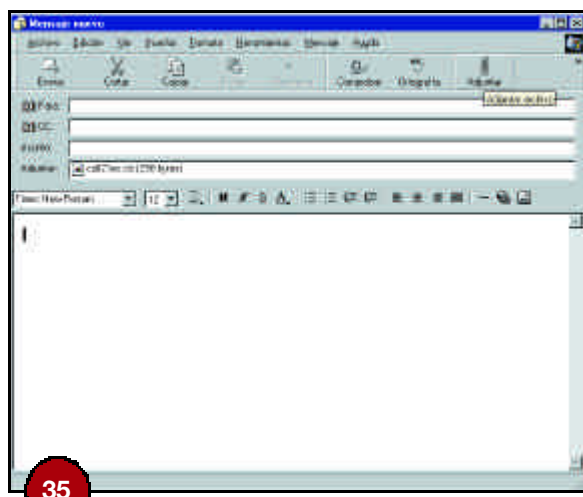 Mensaje nuevo
Archivo Edición Ver Insertar Formato Herramientas Mensaje Ayuda
Enviar Cortar Copiar Comprobar Ortografía Adjuntar
Adjuntar archivo
Para:
CC:
Asunto:
Adjuntar:
Times New Roman 12
35